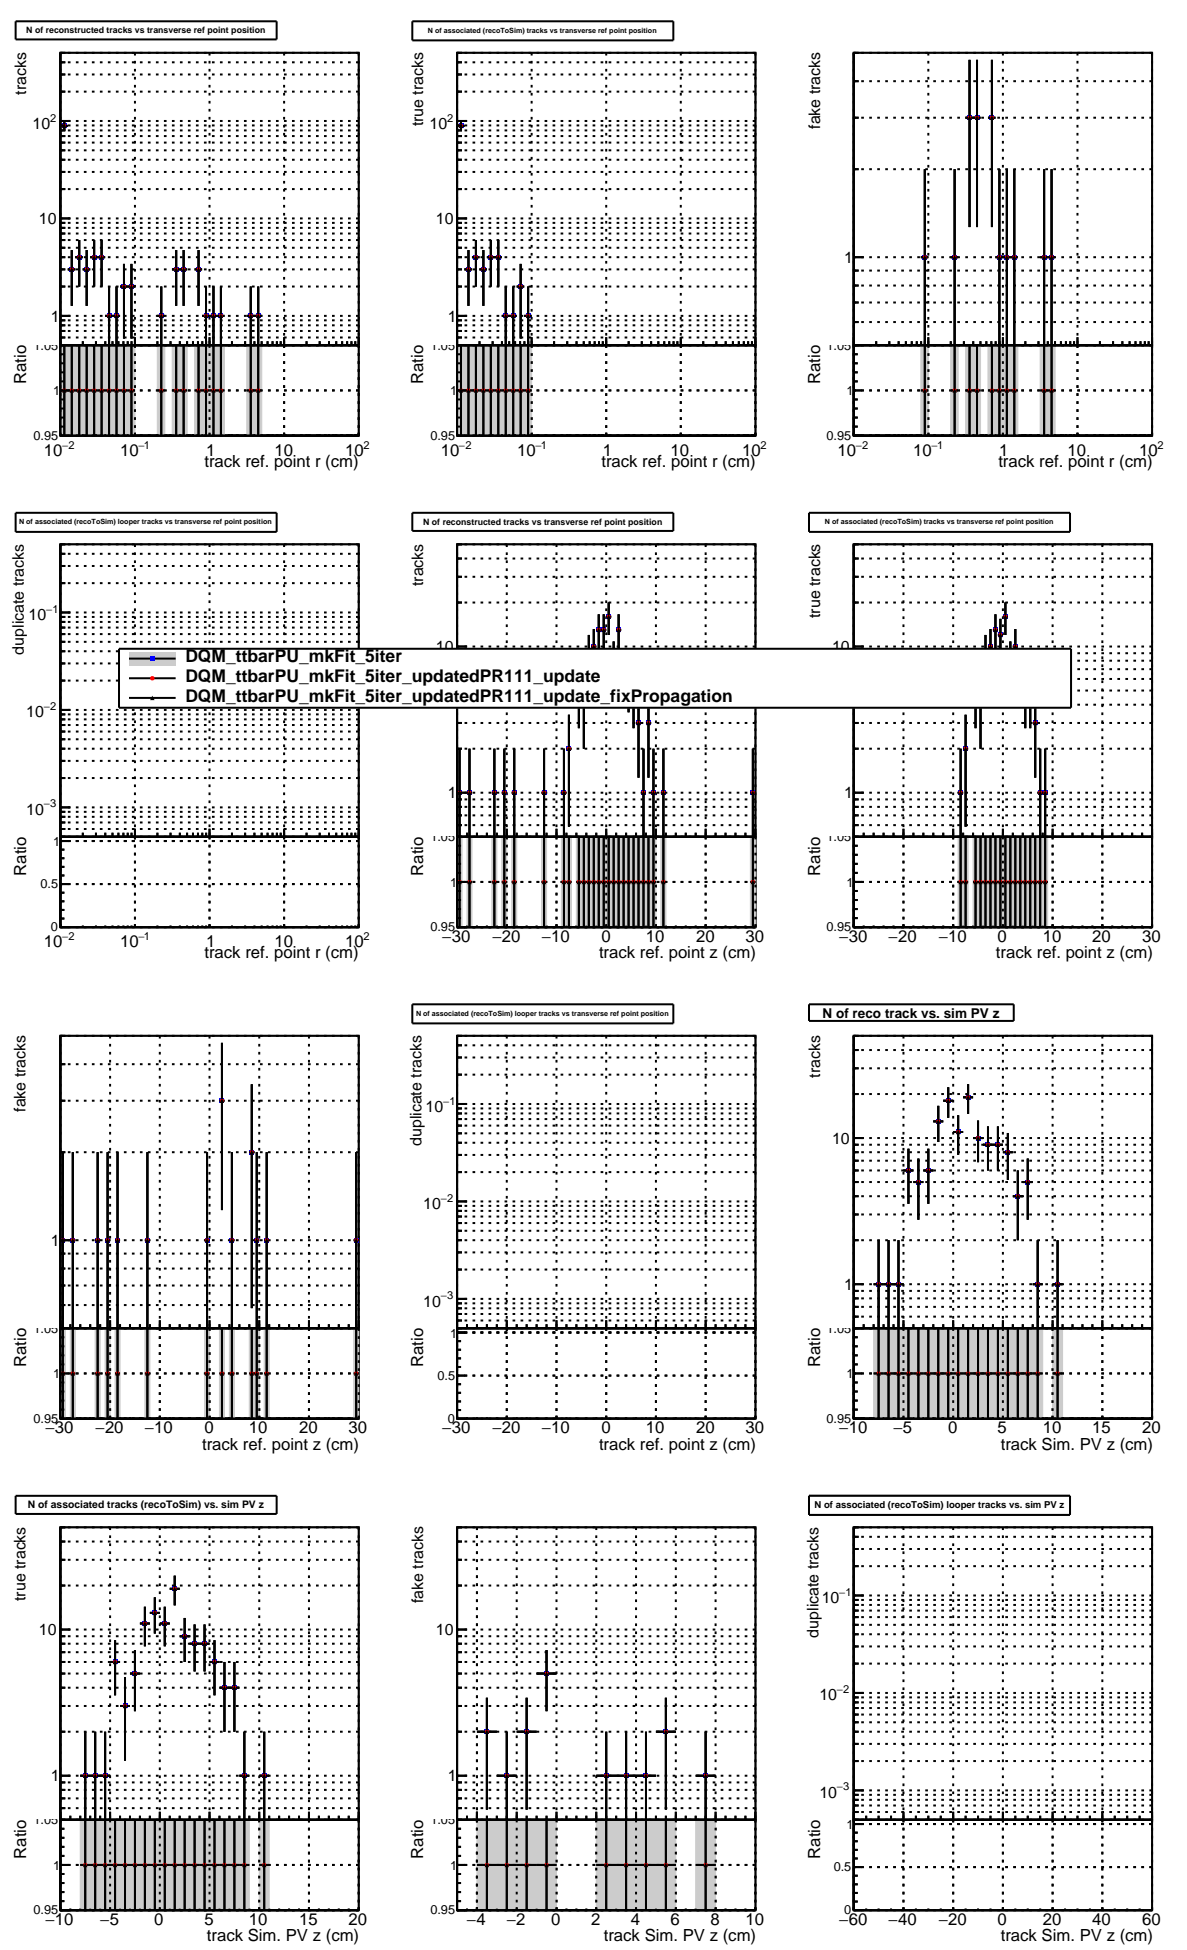 N of reconstructed tracks vs transverse ref point position
tracks
10²
10
1
1.05
Ratio
1
0.95
10−2 10−1 1 10 10²
track ref. point r (cm)
N of associated (recoToSim) tracks vs transverse ref point position
true tracks
10²
10
1
1.05
Ratio
1
0.95
10−2 10−1 1 10 10²
track ref. point r (cm)
fake tracks
1
1.05
Ratio
1
0.95
10−2 10−1 1 10 10²
track ref. point r (cm)
N of associated (recoToSim) looper tracks vs transverse ref point position
duplicate tracks
10−1
10−2
10−3
Ratio
1
0.5
0
10−2 10−1 1 10 10²
track ref. point r (cm)
N of reconstructed tracks vs transverse ref point position
tracks
10
1
1.05
Ratio
1
0.95
−30 −20 −10 0 10 20 30
track ref. point z (cm)
N of associated (recoToSim) tracks vs transverse ref point position
true tracks
10
1
1.05
Ratio
1
0.95
−30 −20 −10 0 10 20 30
track ref. point z (cm)
DQM_ttbarPU_mkFit_5iter
DQM_ttbarPU_mkFit_5iter_updatedPR111_update
DQM_ttbarPU_mkFit_5iter_updatedPR111_update_fixPropagation
fake tracks
1
1.05
Ratio
1
0.95
−30 −20 −10 0 10 20 30
track ref. point z (cm)
N of associated (recoToSim) looper tracks vs transverse ref point position
duplicate tracks
10−1
10−2
10−3
Ratio
1
0.5
0
−30 −20 −10 0 10 20 30
track ref. point z (cm)
N of reco track vs. sim PV z
tracks
10
1
1.05
Ratio
1
0.95
−10 −5 0 5 10 15 20
track Sim. PV z (cm)
N of associated tracks (recoToSim) vs. sim PV z
true tracks
10
1
1.05
Ratio
1
0.95
−10 −5 0 5 10 15 20
track Sim. PV z (cm)
fake tracks
10
1
1.05
Ratio
1
0.95
−4 −2 0 2 4 6 8 10
track Sim. PV z (cm)
N of associated (recoToSim) looper tracks vs. sim PV z
duplicate tracks
10−1
10−2
10−3
Ratio
1
0.5
0
−60 −40 −20 0 20 40 60
track Sim. PV z (cm)